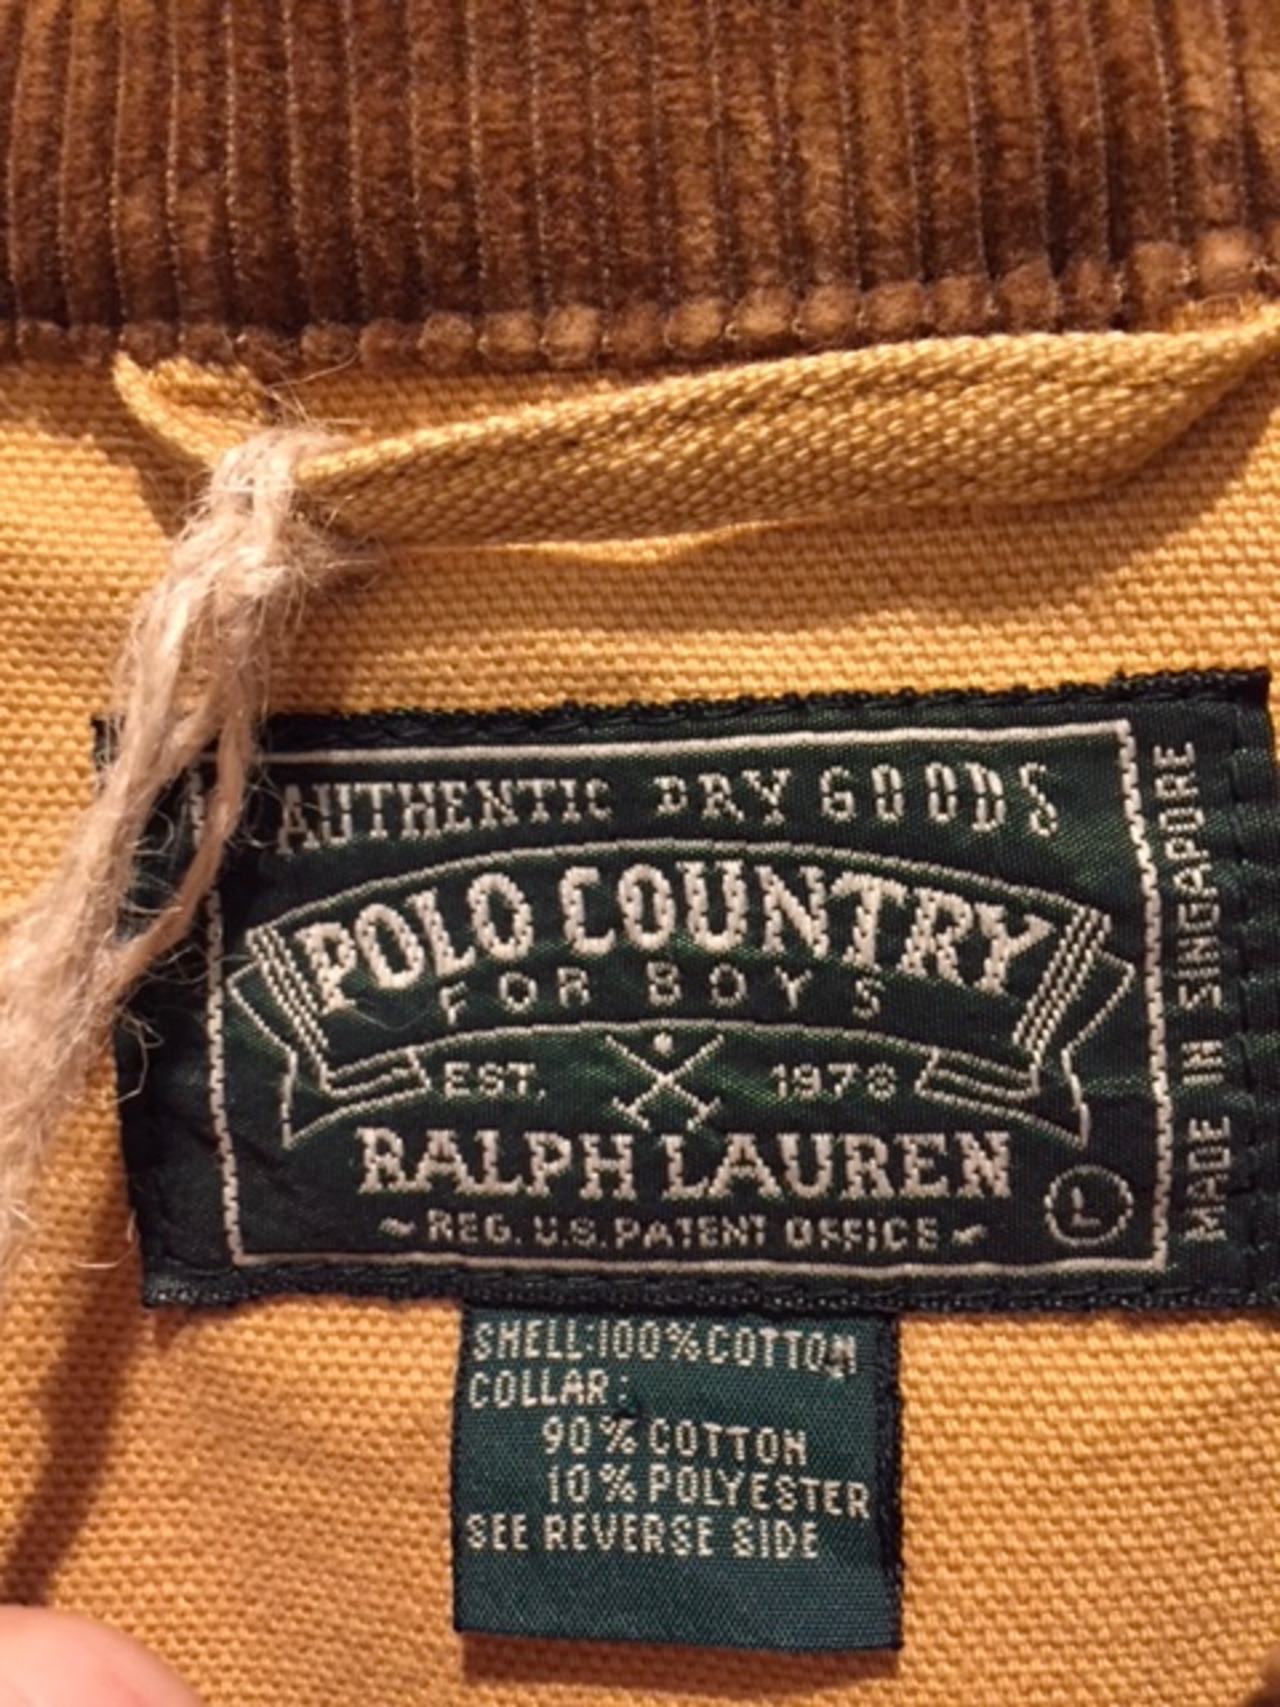 AUTHENTIC DRY GOODS
POLO COUNTRY
FOR BOYS
EST. 1978
RALPH LAUREN
~ REG. U.S. PATENT OFFICE ~
L
MADE IN SINGAPORE
SHELL:100% COTTON
COLLAR:
90% COTTON
10% POLYESTER
SEE REVERSE SIDE